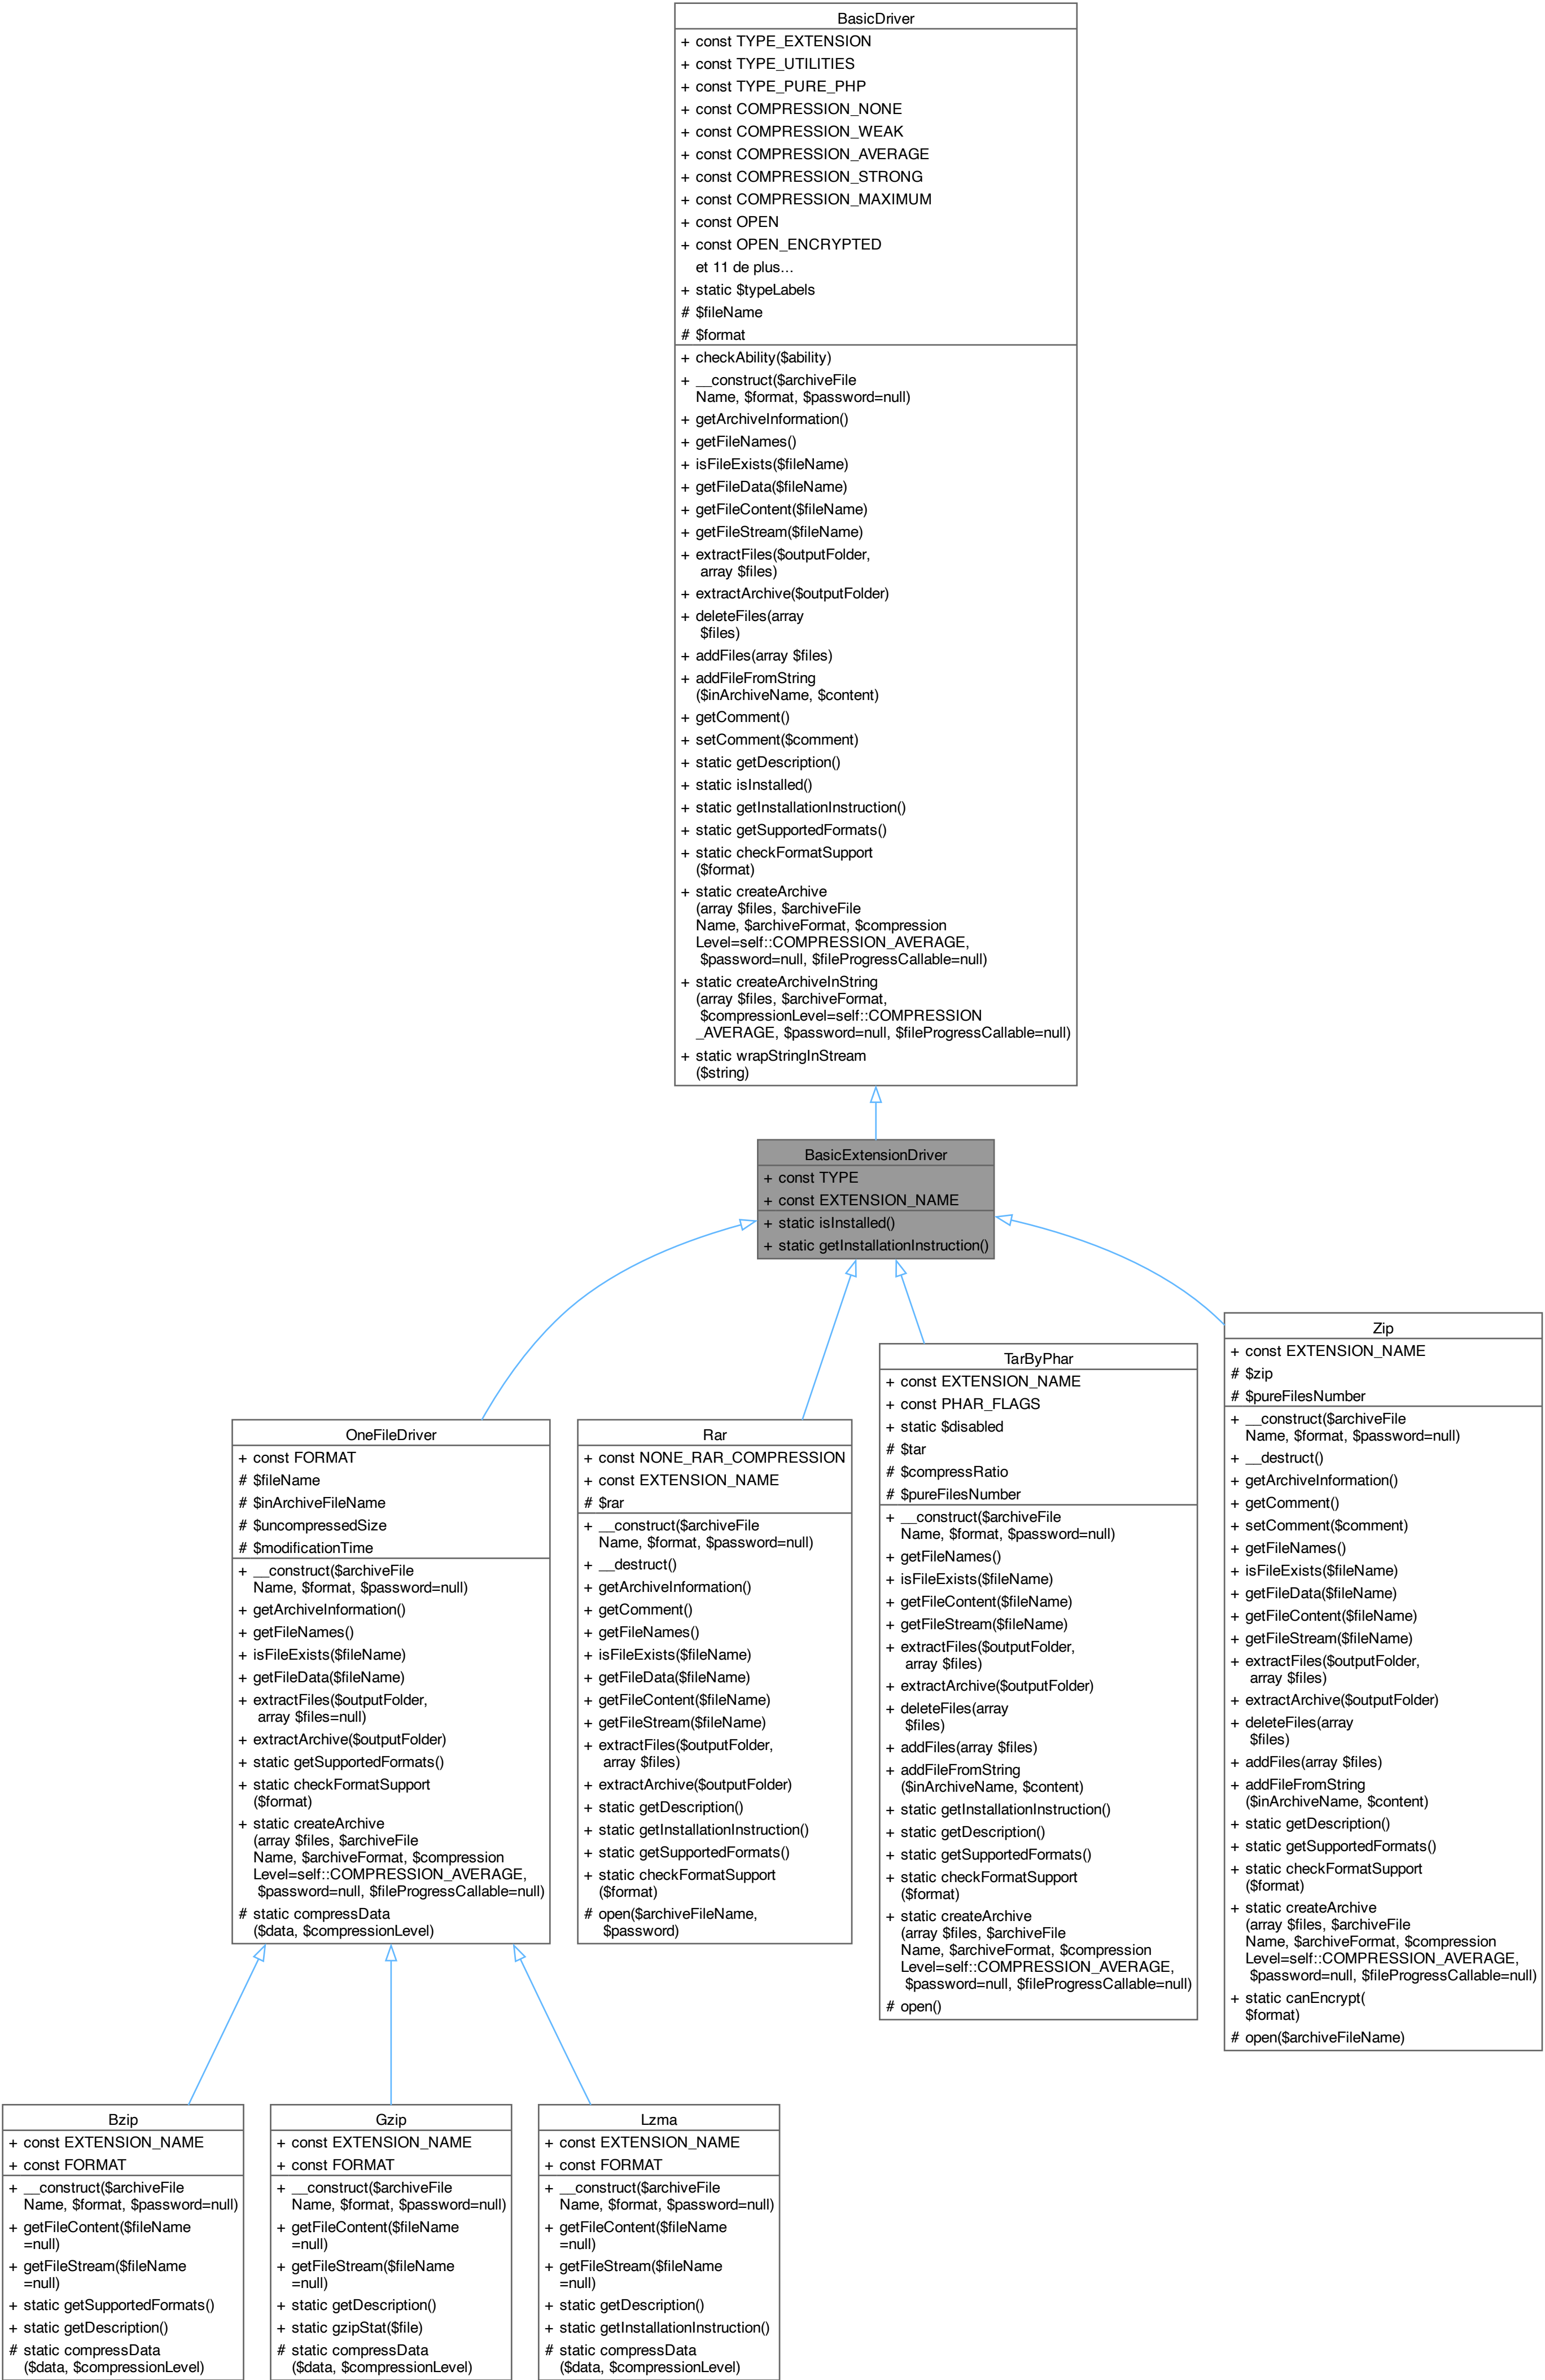 BasicDriver
+ const TYPE_EXTENSION
+ const TYPE_UTILITIES
+ const TYPE_PURE_PHP
+ const COMPRESSION_NONE
+ const COMPRESSION_WEAK
+ const COMPRESSION_AVERAGE
+ const COMPRESSION_STRONG
+ const COMPRESSION_MAXIMUM
+ const OPEN
+ const OPEN_ENCRYPTED
et 11 de plus...
+ static $typeLabels
# $fileName
# $format
+ checkAbility($ability)
+ __construct($archiveFile
Name, $format, $password=null)
+ getArchiveInformation()
+ getFileNames()
+ isFileExists($fileName)
+ getFileData($fileName)
+ getFileContent($fileName)
+ getFileStream($fileName)
+ extractFiles($outputFolder,
array $files)
+ extractArchive($outputFolder)
+ deleteFiles(array
$files)
+ addFiles(array $files)
+ addFileFromString
($inArchiveName, $content)
+ getComment()
+ setComment($comment)
+ static getDescription()
+ static isInstalled()
+ static getInstallationInstruction()
+ static getSupportedFormats()
+ static checkFormatSupport
($format)
+ static createArchive
(array $files, $archiveFile
Name, $archiveFormat, $compression
Level=self::COMPRESSION_AVERAGE,
$password=null, $fileProgressCallable=null)
+ static createArchiveInString
(array $files, $archiveFormat,
$compressionLevel=self::COMPRESSION
_AVERAGE, $password=null, $fileProgressCallable=null)
+ static wrapStringInStream
($string)
BasicExtensionDriver
+ const TYPE
+ const EXTENSION_NAME
+ static isInstalled()
+ static getInstallationInstruction()
OneFileDriver
+ const FORMAT
# $fileName
# $inArchiveFileName
# $uncompressedSize
# $modificationTime
+ __construct($archiveFile
Name, $format, $password=null)
+ getArchiveInformation()
+ getFileNames()
+ isFileExists($fileName)
+ getFileData($fileName)
+ extractFiles($outputFolder,
array $files=null)
+ extractArchive($outputFolder)
+ static getSupportedFormats()
+ static checkFormatSupport
($format)
+ static createArchive
(array $files, $archiveFile
Name, $archiveFormat, $compression
Level=self::COMPRESSION_AVERAGE,
$password=null, $fileProgressCallable=null)
# static compressData
($data, $compressionLevel)
Rar
+ const NONE_RAR_COMPRESSION
+ const EXTENSION_NAME
# $rar
+ __construct($archiveFile
Name, $format, $password=null)
+ __destruct()
+ getArchiveInformation()
+ getComment()
+ getFileNames()
+ isFileExists($fileName)
+ getFileData($fileName)
+ getFileContent($fileName)
+ getFileStream($fileName)
+ extractFiles($outputFolder,
array $files)
+ extractArchive($outputFolder)
+ static getDescription()
+ static getInstallationInstruction()
+ static getSupportedFormats()
+ static checkFormatSupport
($format)
# open($archiveFileName,
$password)
TarByPhar
+ const EXTENSION_NAME
+ const PHAR_FLAGS
+ static $disabled
# $tar
# $compressRatio
# $pureFilesNumber
+ __construct($archiveFile
Name, $format, $password=null)
+ getFileNames()
+ isFileExists($fileName)
+ getFileContent($fileName)
+ getFileStream($fileName)
+ extractFiles($outputFolder,
array $files)
+ extractArchive($outputFolder)
+ deleteFiles(array
$files)
+ addFiles(array $files)
+ addFileFromString
($inArchiveName, $content)
+ static getInstallationInstruction()
+ static getDescription()
+ static getSupportedFormats()
+ static checkFormatSupport
($format)
+ static createArchive
(array $files, $archiveFile
Name, $archiveFormat, $compression
Level=self::COMPRESSION_AVERAGE,
$password=null, $fileProgressCallable=null)
# open()
Zip
+ const EXTENSION_NAME
# $zip
# $pureFilesNumber
+ __construct($archiveFile
Name, $format, $password=null)
+ __destruct()
+ getArchiveInformation()
+ getComment()
+ setComment($comment)
+ getFileNames()
+ isFileExists($fileName)
+ getFileData($fileName)
+ getFileContent($fileName)
+ getFileStream($fileName)
+ extractFiles($outputFolder,
array $files)
+ extractArchive($outputFolder)
+ deleteFiles(array
$files)
+ addFiles(array $files)
+ addFileFromString
($inArchiveName, $content)
+ static getDescription()
+ static getSupportedFormats()
+ static checkFormatSupport
($format)
+ static createArchive
(array $files, $archiveFile
Name, $archiveFormat, $compression
Level=self::COMPRESSION_AVERAGE,
$password=null, $fileProgressCallable=null)
+ static canEncrypt(
$format)
# open($archiveFileName)
Bzip
+ const EXTENSION_NAME
+ const FORMAT
+ __construct($archiveFile
Name, $format, $password=null)
+ getFileContent($fileName
=null)
+ getFileStream($fileName
=null)
+ static getSupportedFormats()
+ static getDescription()
# static compressData
($data, $compressionLevel)
Gzip
+ const EXTENSION_NAME
+ const FORMAT
+ __construct($archiveFile
Name, $format, $password=null)
+ getFileContent($fileName
=null)
+ getFileStream($fileName
=null)
+ static getDescription()
+ static gzipStat($file)
# static compressData
($data, $compressionLevel)
Lzma
+ const EXTENSION_NAME
+ const FORMAT
+ __construct($archiveFile
Name, $format, $password=null)
+ getFileContent($fileName
=null)
+ getFileStream($fileName
=null)
+ static getDescription()
+ static getInstallationInstruction()
# static compressData
($data, $compressionLevel)